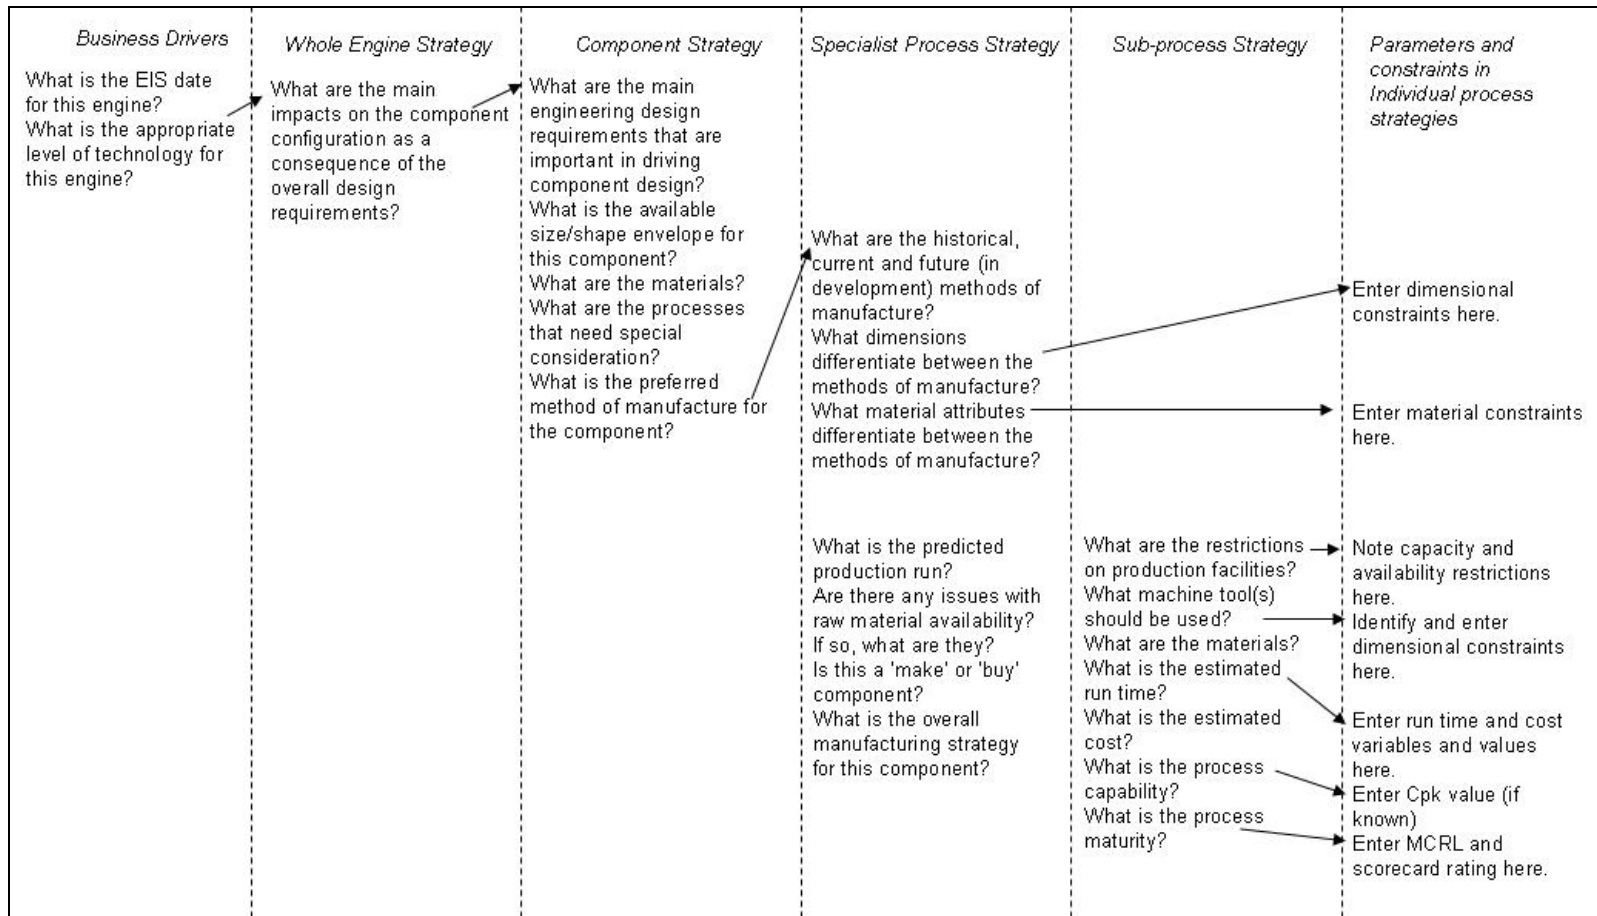 Business Drivers
What is the EIS date
for this engine?
What is the appropriate
level of technology for
this engine?
Whole Engine Strategy
What are the main
impacts on the component
configuration as a
consequence of the
overall design
requirements?
Component Strategy
What are the main
engineering design
requirements that are
important in driving
component design?
What is the available
size/shape envelope for
this component?
What are the materials?
What are the processes
that need special
consideration?
What is the preferred
method of manufacture for
the component?
Specialist Process Strategy
What are the historical,
current and future (in
development) methods of
manufacture?
What dimensions
differentiate between the
methods of manufacture?
What material attributes
differentiate between the
methods of manufacture?
What is the predicted
production run?
Are there any issues with
raw material availability?
If so, what are they?
Is this a 'make' or 'buy'
component?
What is the overall
manufacturing strategy
for this component?
Sub-process Strategy
What are the restrictions
on production facilities?
What machine tool(s)
should be used?
What are the materials?
What is the estimated
run time?
What is the estimated
cost?
What is the process
capability?
What is the process
maturity?
Parameters and
constraints in
Individual process
strategies
Enter dimensional
constraints here.
Enter material constraints
here.
Note capacity and
availability restrictions
here.
Identify and enter
dimensional constraints
here.
Enter run time and cost
variables and values
here.
Enter Cpk value (if
known)
Enter MCRL and
scorecard rating here.